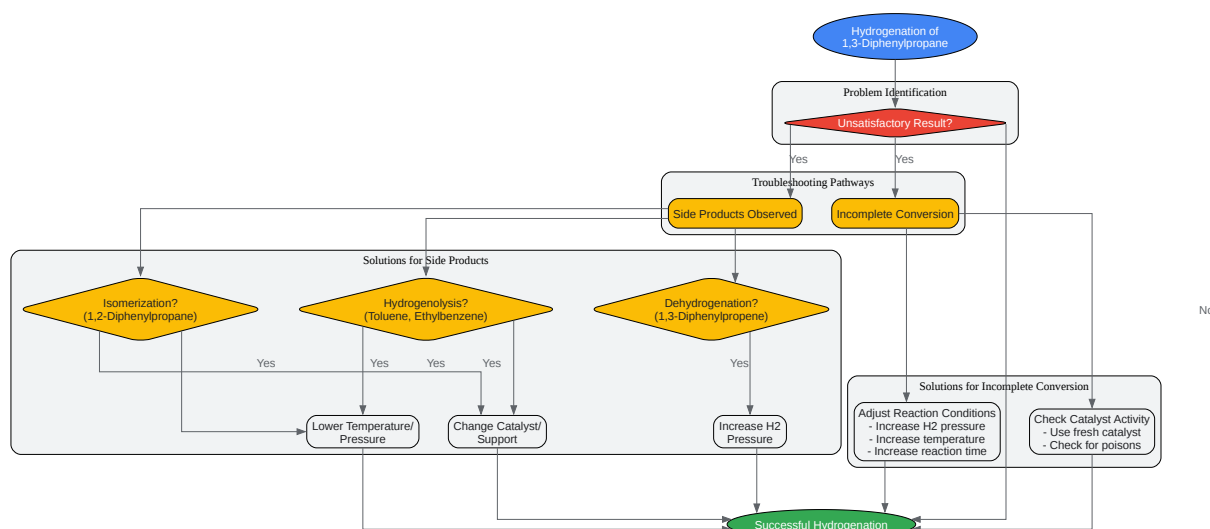 Hydrogenation of
1,3-Diphenylpropane
Problem Identification
Unsatisfactory Result?
Yes
Yes
Troubleshooting Pathways
Side Products Observed
Incomplete Conversion
Solutions for Side Products
Isomerization?
(1,2-Diphenylpropane)
Hydrogenolysis?
(Toluene, Ethylbenzene)
Dehydrogenation?
(1,3-Diphenylpropene)
Yes
Yes
Yes
Yes
Lower Temperature/
Pressure
Change Catalyst/
Support
Increase H2
Pressure
Solutions for Incomplete Conversion
Adjust Reaction Conditions
- Increase H2 pressure
- Increase temperature
- Increase reaction time
Check Catalyst Activity
- Use fresh catalyst
- Check for poisons
Successful Hydrogenation